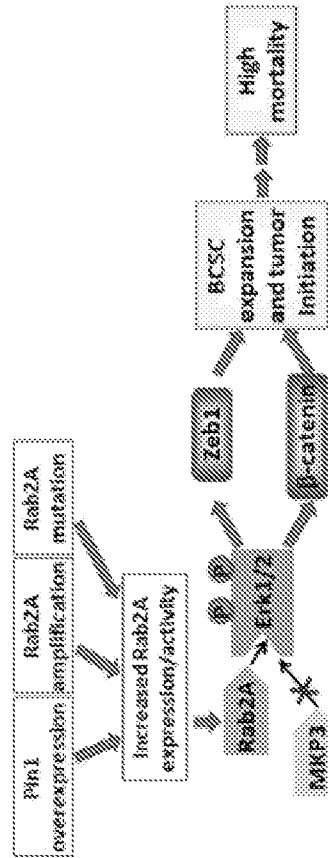 Pin1
overexpression
Rab2A
amplification
Rab2A
mutation
Increased Rab2A
expression/activity
Rab2A
MKP3
P
P
Erk1/2
Zeb1
β-catenin
BCSC
expansion
and tumor
Initiation
High
mortality